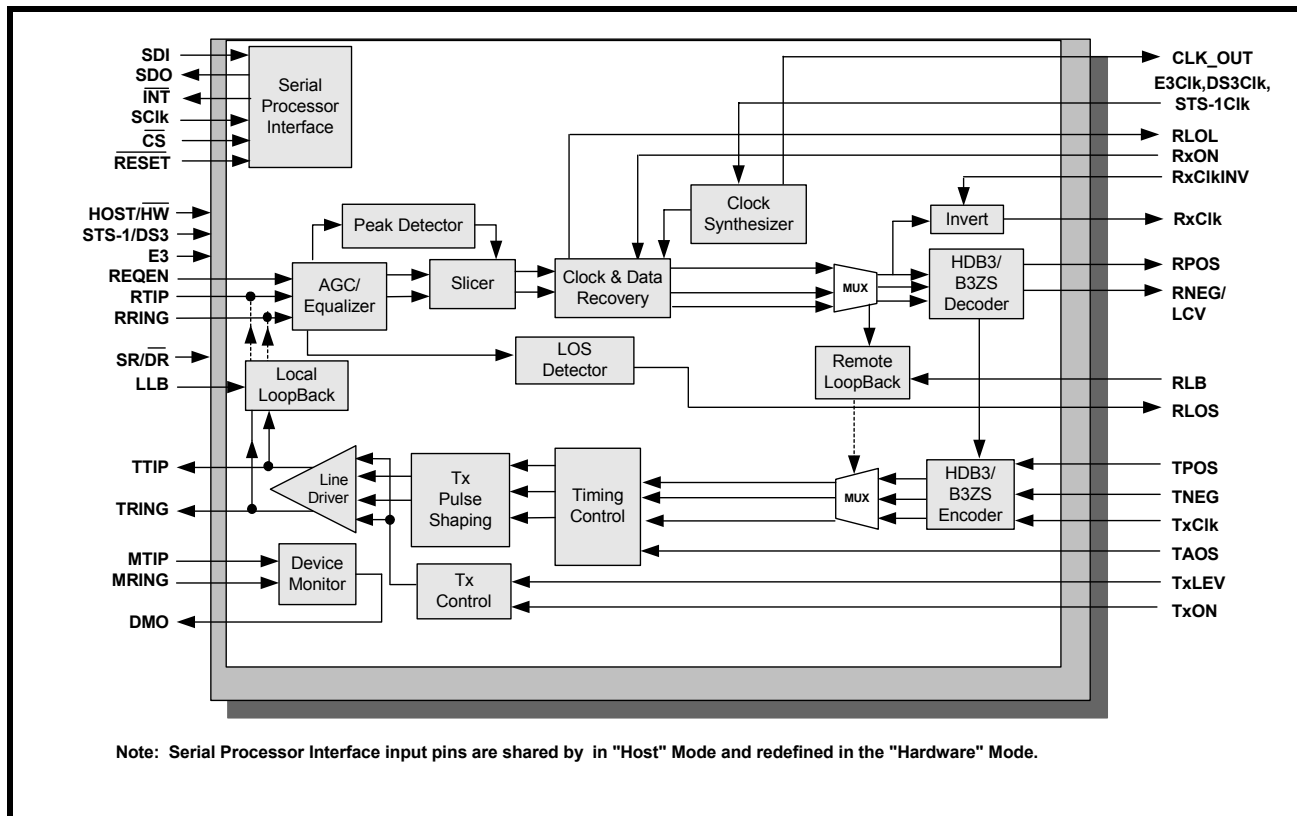 SDI
SDO
INT
SClk
CS
RESET
HOST/HW
STS-1/DS3
E3
REQEN
RTIP
RRING
SR/DR
LLB
TTIP
TRING
MTIP
MRING
DMO
Serial
Processor
Interface
Peak Detector
AGC/
Equalizer
Slicer
LOS
Detector
Local
LoopBack
Line
Driver
Tx
Pulse
Shaping
Timing
Control
Device
Monitor
Tx
Control
Clock & Data
Recovery
Clock
Synthesizer
MUX
Invert
HDB3/
B3ZS
Decoder
Remote
LoopBack
MUX
HDB3/
B3ZS
Encoder
CLK_OUT
E3Clk,DS3Clk,
STS-1Clk
RLOL
RxON
RxClkINV
RxClk
RPOS
RNEG/
LCV
RLB
RLOS
TPOS
TNEG
TxClk
TAOS
TxLEV
TxON
Note: Serial Processor Interface input pins are shared by in "Host" Mode and redefined in the "Hardware" Mode.